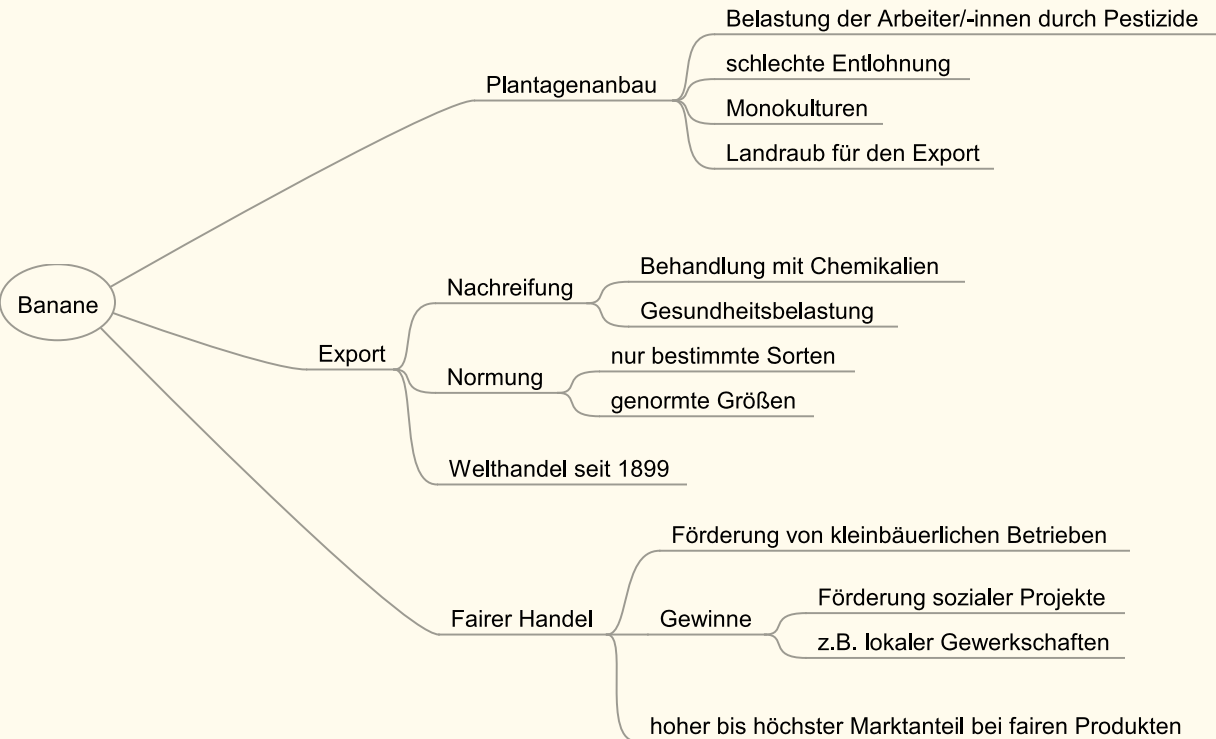 Belastung der Arbeiter/-innen durch Pestizide
schlechte Entlohnung
Plantagenanbau
Monokulturen
Landraub für den Export
Behandlung mit Chemikalien
Nachreifung
Gesundheitsbelastung
Banane
Export
nur bestimmte Sorten
Normung
genormte Größen
Welthandel seit 1899
Förderung von kleinbäuerlichen Betrieben
Förderung sozialer Projekte
Fairer Handel
Gewinne
z.B. lokaler Gewerkschaften
hoher bis höchster Marktanteil bei fairen Produkten